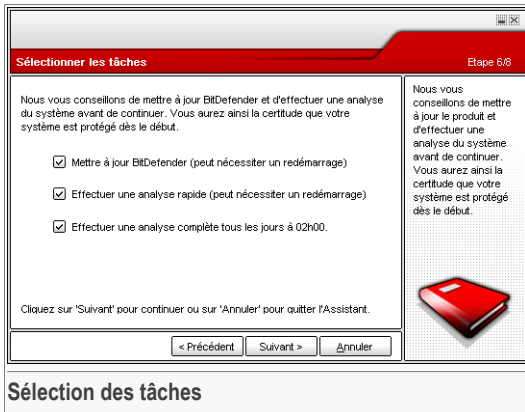 Sélectionner les tâches
Etape 6/8
Nous vous conseillons de mettre à jour BitDefender et d'effectuer une analyse
du système avant de continuer. Vous aurez ainsi la certitude que votre
système est protégé dès le début.
Mettre à jour BitDefender (peut nécessiter un redémarrage)
Effectuer une analyse rapide (peut nécessiter un redémarrage)
Effectuer une analyse complète tous les jours à 02h00.
Cliquez sur 'Suivant' pour continuer ou sur 'Annuler' pour quitter l'Assistant.
« Précédent
Suivant »
Annuler
Nous vous
conseillons de mettre
à jour le produit et
d'effectuer une
analyse du système
avant de continuer.
Vous aurez ainsi la
certitude que votre
système est protégé
dès le début.
Sélection des tâches